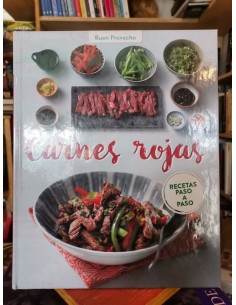 Buen Provecho
Carnes rojas
RECETAS
PASO
A
PASO